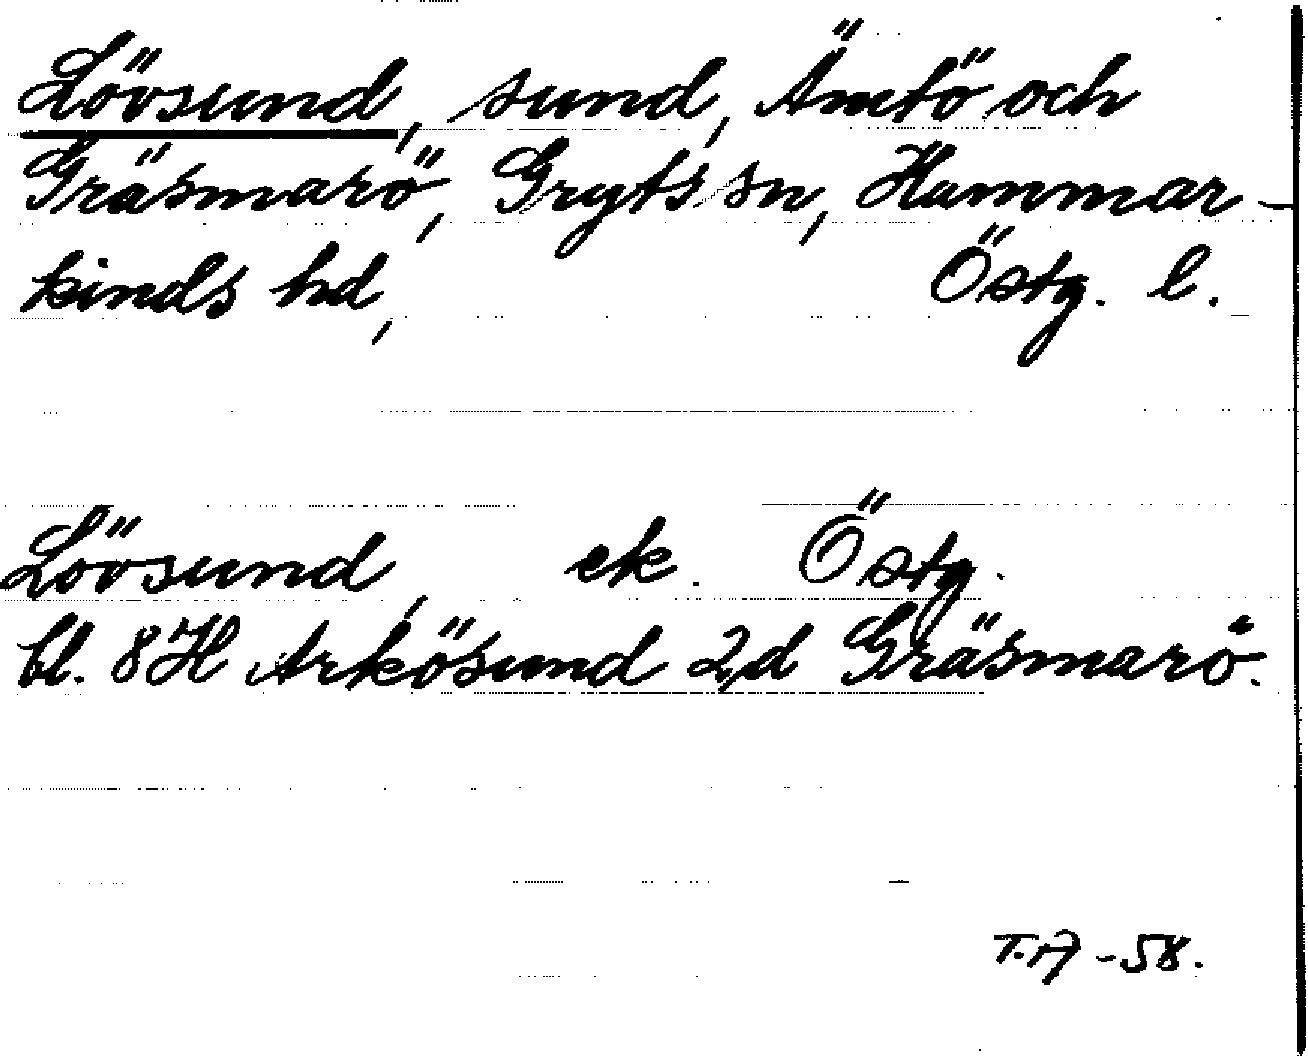 Lövsund, sund, Ämtö och
Gräsmarö, Gryts sn, Hammar-
kinds hd, Östg. l.
Lövsund, ek. Östg.
bl. 8H Arkösund 2,d Gräsmarö.
T.A -58.